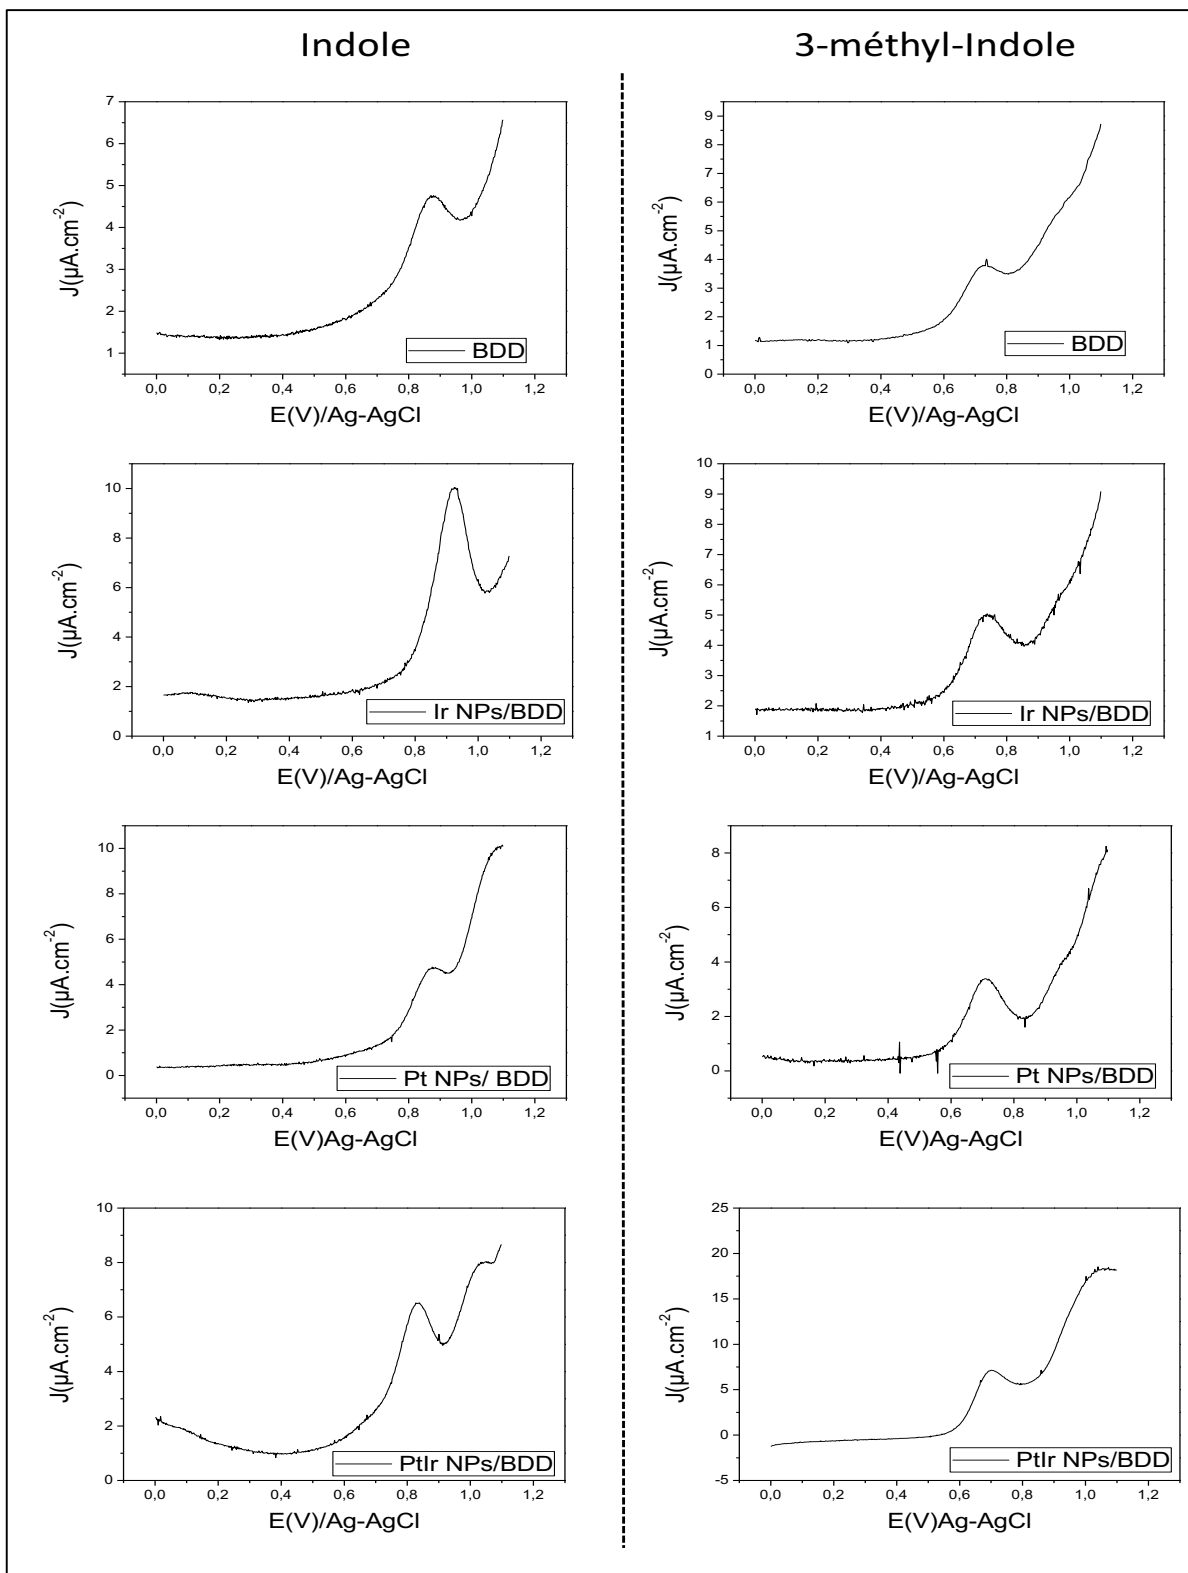 Indole
3-méthyl-Indole
7
6
5
4
3
2
1
J(µA.cm-2)
BDD
0,0 0,2 0,4 0,6 0,8 1,0 1,2
E(V)/Ag-AgCl
9
8
7
6
5
4
3
2
1
0
J(µA.cm-2)
BDD
0,0 0,2 0,4 0,6 0,8 1,0 1,2
E(V)/Ag-AgCl
10
8
6
4
2
0
J(µA.cm-2)
Ir NPs/BDD
0,0 0,2 0,4 0,6 0,8 1,0 1,2
E(V)/Ag-AgCl
10
9
8
7
6
5
4
3
2
1
J(µA.cm-2)
Ir NPs/BDD
0,0 0,2 0,4 0,6 0,8 1,0 1,2
E(V)/Ag-AgCl
10
8
6
4
2
0
J(µA.cm-2)
Pt NPs/ BDD
0,0 0,2 0,4 0,6 0,8 1,0 1,2
E(V)Ag-AgCl
8
6
4
2
0
J(µA.cm-2)
Pt NPs/BDD
0,0 0,2 0,4 0,6 0,8 1,0 1,2
E(V)Ag-AgCl
10
8
6
4
2
0
J(µA.cm-2)
PtIr NPs/BDD
0,0 0,2 0,4 0,6 0,8 1,0 1,2
E(V)/Ag-AgCl
25
20
15
10
5
0
-5
J(µA.cm-2)
PtIr NPs/BDD
0,0 0,2 0,4 0,6 0,8 1,0 1,2
E(V)Ag-AgCl